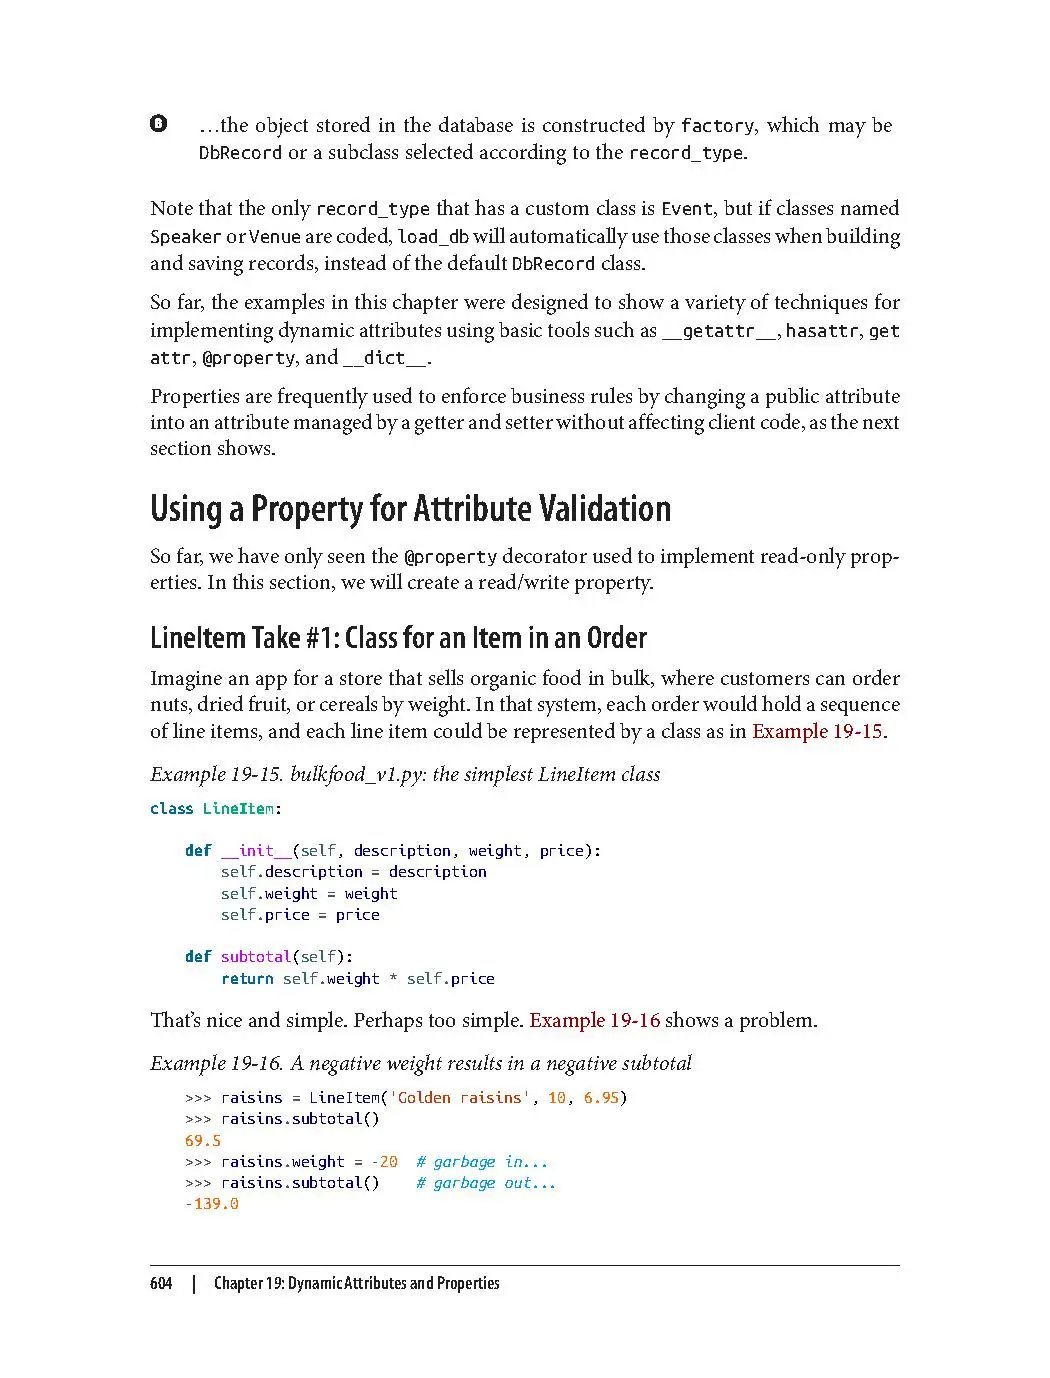 B …the object stored in the database is constructed by factory, which may be
DbRecord or a subclass selected according to the record_type.
Note that the only record_type that has a custom class is Event, but if classes named
Speaker or Venue are coded, load_db will automatically use those classes when building
and saving records, instead of the default DbRecord class.
So far, the examples in this chapter were designed to show a variety of techniques for
implementing dynamic attributes using basic tools such as __getattr__, hasattr, get
attr, @property, and __dict__.
Properties are frequently used to enforce business rules by changing a public attribute
into an attribute managed by a getter and setter without affecting client code, as the next
section shows.
Using a Property for Attribute Validation
So far, we have only seen the @property decorator used to implement read-only prop-
erties. In this section, we will create a read/write property.
LineItem Take #1: Class for an Item in an Order
Imagine an app for a store that sells organic food in bulk, where customers can order
nuts, dried fruit, or cereals by weight. In that system, each order would hold a sequence
of line items, and each line item could be represented by a class as in Example 19-15.
Example 19-15. bulkfood_v1.py: the simplest LineItem class
class LineItem:
    def __init__(self, description, weight, price):
        self.description = description
        self.weight = weight
        self.price = price
    def subtotal(self):
        return self.weight * self.price
That’s nice and simple. Perhaps too simple. Example 19-16 shows a problem.
Example 19-16. A negative weight results in a negative subtotal
>>> raisins = LineItem('Golden raisins', 10, 6.95)
>>> raisins.subtotal()
69.5
>>> raisins.weight = -20  # garbage in...
>>> raisins.subtotal()    # garbage out...
-139.0
604 | Chapter 19: Dynamic Attributes and Properties